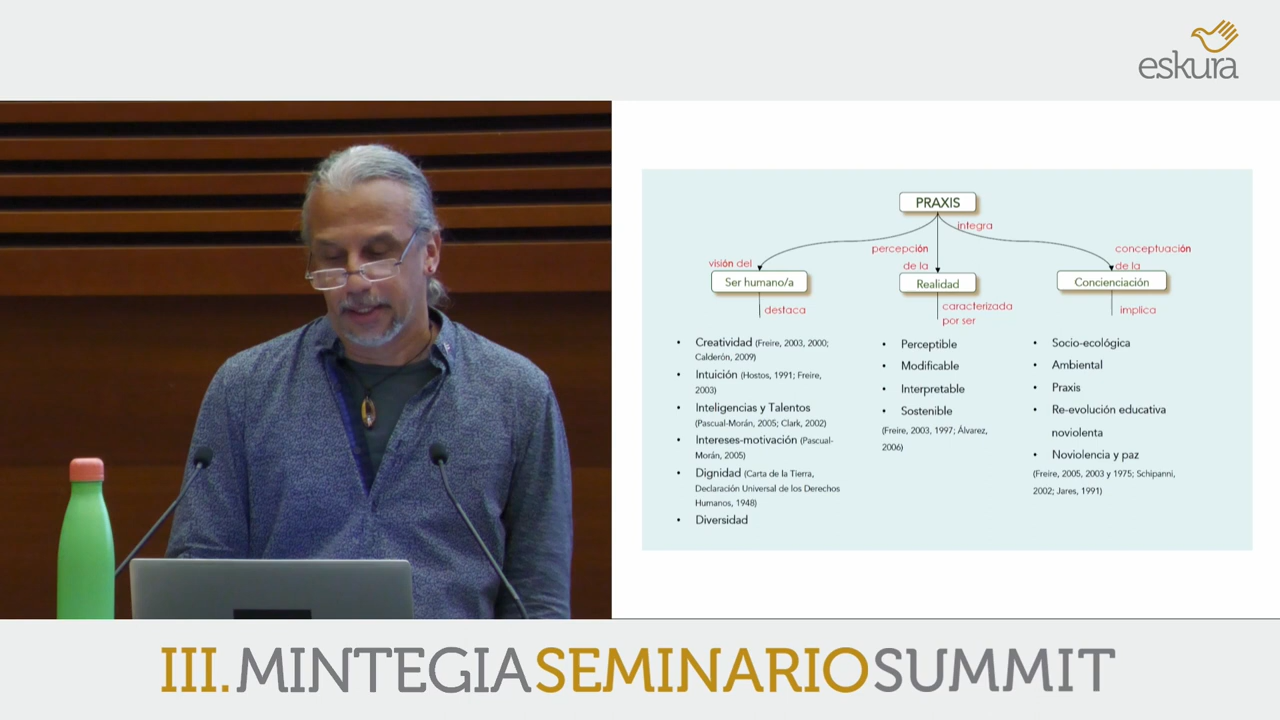 eskura
PRAXIS
integra
visión del
percepción
de la
conceptuación
de la
Ser humano/a
Realidad
Concienciación
destaca
caracterizada
por ser
implica
• Creatividad (Freire, 2003, 2000;
Calderón, 2009)
• Intuición (Hostos, 1991; Freire,
2003)
• Inteligencias y Talentos
(Pascual-Morán, 2005; Clark, 2002)
• Intereses-motivación (Pascual-
Morán, 2005)
• Dignidad (Carta de la Tierra,
Declaración Universal de los Derechos
Humanos, 1948)
• Diversidad
• Perceptible
• Modificable
• Interpretable
• Sostenible
(Freire, 2003, 1997; Álvarez,
2006)
• Socio-ecológica
• Ambiental
• Praxis
• Re-evolución educativa
noviolenta
• Noviolencia y paz
(Freire, 2005, 2003 y 1975; Schipanni,
2002; Jares, 1991)
III.MINTEGIASEMINARIOSUMMIT